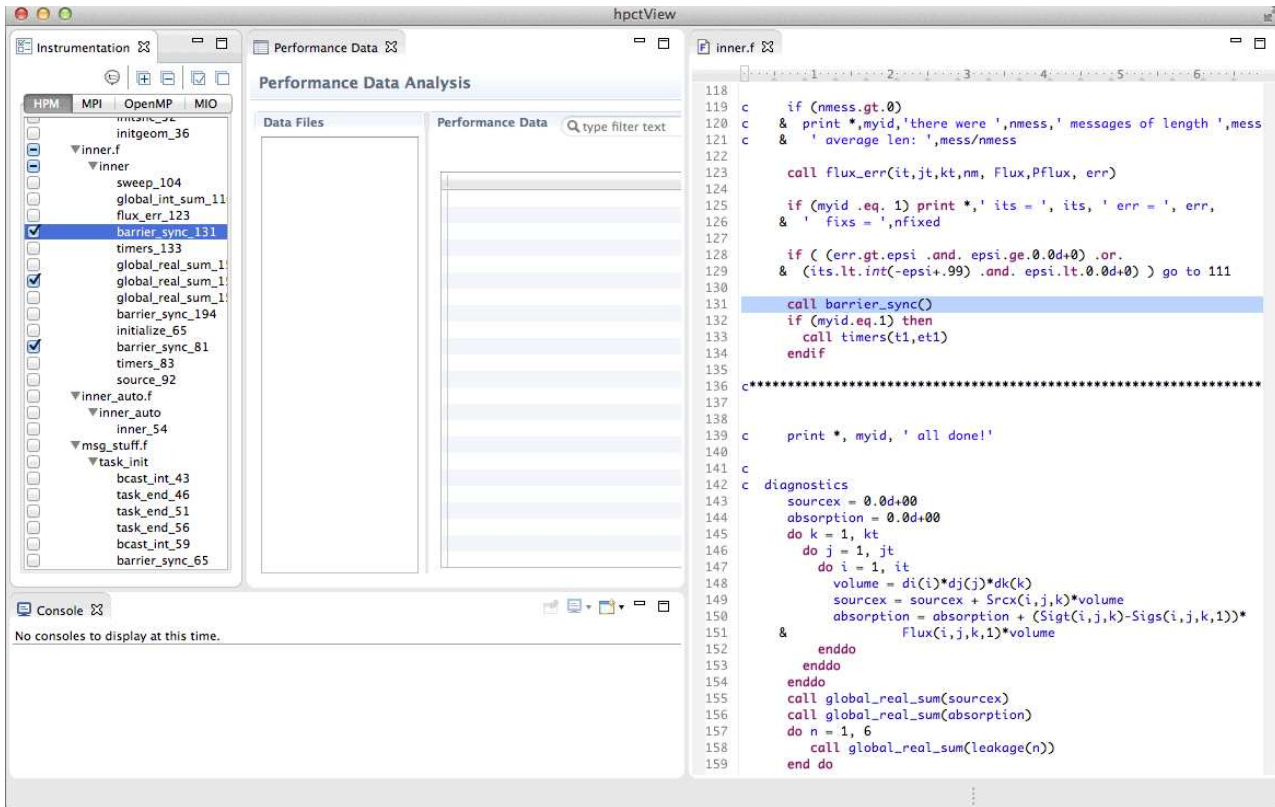 hpctView
Instrumentation
HPM MPI OpenMP MIO
initgeom_36
inner.f
inner
sweep_104
global_int_sum_11
flux_err_123
barrier_sync_131
timers_133
global_real_sum_1
global_real_sum_1
global_real_sum_1
barrier_sync_194
initialize_65
barrier_sync_81
timers_83
source_92
inner_auto.f
inner_auto
inner_54
msg_stuff.f
task_init
bcast_int_43
task_end_46
task_end_51
task_end_56
bcast_int_59
barrier_sync_65
Performance Data
Performance Data Analysis
Data Files
Performance Data
type filter text
Console
No consoles to display at this time.
inner.f
1 2 3 4 5 6
118
119 c if (nmess.gt.0)
120 c & print *,myid,'there were ',nmess,' messages of length ',mess
121 c & ' average len: ',mess/nmess
122
123 call flux_err(it,jt,kt,nm, Flux,Pflux, err)
124
125 if (myid .eq. 1) print *,' its = ', its, ' err = ', err,
126 & ' fixs = ',nfixed
127
128 if ( (err.gt.epsi .and. epsi.ge.0.0d+0) .or.
129 & (its.lt.int(-epsi+.99) .and. epsi.lt.0.0d+0) ) go to 111
130
131 call barrier_sync()
132 if (myid.eq.1) then
133 call timers(t1,et1)
134 endif
135
136 c*******************************************************************
137
138
139 c print *, myid, ' all done!'
140
141 c
142 c diagnostics
143 sourcex = 0.0d+00
144 absorption = 0.0d+00
145 do k = 1, kt
146 do j = 1, jt
147 do i = 1, it
148 volume = di(i)*dj(j)*dk(k)
149 sourcex = sourcex + Srcx(i,j,k)*volume
150 absorption = absorption + (Sigt(i,j,k)-Sigs(i,j,k,1))*
151 & Flux(i,j,k,1)*volume
152 enddo
153 enddo
154 enddo
155 call global_real_sum(sourcex)
156 call global_real_sum(absorption)
157 do n = 1, 6
158 call global_real_sum(leakage(n))
159 end do